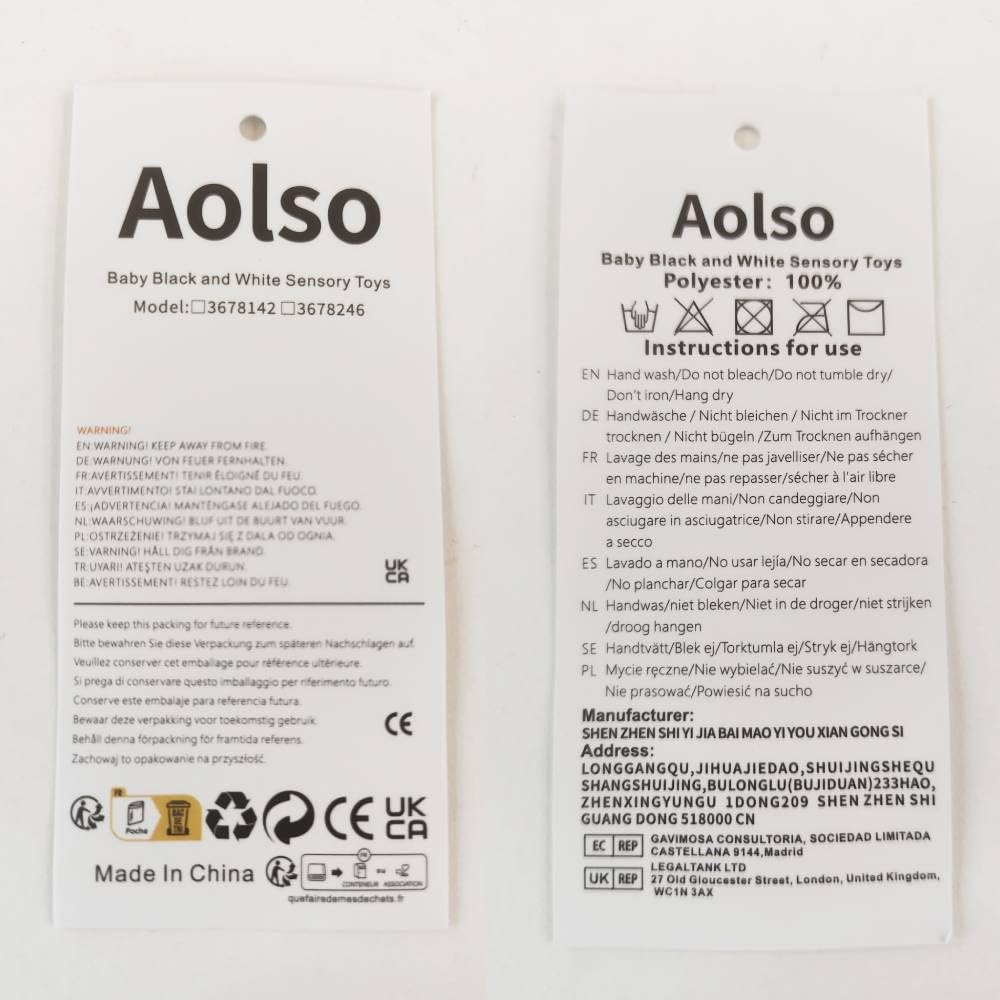 Aolso
Baby Black and White Sensory Toys
Model:☐3678142 ☐3678246
WARNING!
EN:WARNING! KEEP AWAY FROM FIRE.
DE:WARNUNG! VON FEUER FERNHALTEN.
FR:AVERTISSEMENT! TENIR ÉLOIGNÉ DU FEU.
IT:AVVERTIMENTO! STAI LONTANO DAL FUOCO.
ES:¡ADVERTENCIA! MANTÉNGASE ALEJADO DEL FUEGO.
NL:WAARSCHUWING! BLIJF UIT DE BUURT VAN VUUR.
PL:OSTRZEŻENIE! TRZYMAJ SIĘ Z DALA OD OGNIA.
SE:VARNING! HÅLL DIG FRÅN BRAND.
TR:UYARI! ATEŞTEN UZAK DURUN.
BE:AVERTISSEMENT! RESTEZ LOIN DU FEU.
UK
CA
Please keep this packing for future reference.
Bitte bewahren Sie diese Verpackung zum späteren Nachschlagen auf.
Veuillez conserver cet emballage pour référence ultérieure.
Si prega di conservare questo imballaggio per riferimento futuro.
Conserve este embalaje para referencia futura.
Bewaar deze verpakking voor toekomstig gebruik.
Behåll denna förpackning för framtida referens.
Zachowaj to opakowanie na przyszłość.
CE
FR
Poche
BAC
DE
TRI
CE
UK
CA
Made In China
FR
CONTENEUR ASSOCIATION
quefairedemesdechets.fr
Aolso
Baby Black and White Sensory Toys
Polyester: 100%
Instructions for use
EN Hand wash/Do not bleach/Do not tumble dry/
Don't iron/Hang dry
DE Handwäsche / Nicht bleichen / Nicht im Trockner
trocknen / Nicht bügeln /Zum Trocknen aufhängen
FR Lavage des mains/ne pas javelliser/Ne pas sécher
en machine/ne pas repasser/sécher à l'air libre
IT Lavaggio delle mani/Non candeggiare/Non
asciugare in asciugatrice/Non stirare/Appendere
a secco
ES Lavado a mano/No usar lejía/No secar en secadora
/No planchar/Colgar para secar
NL Handwas/niet bleken/Niet in de droger/niet strijken
/droog hangen
SE Handtvätt/Blek ej/Torktumla ej/Stryk ej/Hängtork
PL Mycie ręczne/Nie wybielać/Nie suszyć w suszarce/
Nie prasować/Powiesić na sucho
Manufacturer:
SHEN ZHEN SHI YI JIA BAI MAO YI YOU XIAN GONG SI
Address:
LONGGANGQU,JIHUAJIEDAO,SHUIJINGSHEQU
SHANGSHUIJING,BULONGLU(BUJIDUAN)233HAO,
ZHENXINGYUNGU 1DONG209 SHEN ZHEN SHI
GUANG DONG 518000 CN
EC REP
GAVIMOSA CONSULTORIA, SOCIEDAD LIMITADA
CASTELLANA 9144,Madrid
UK REP
LEGALTANK LTD
27 Old Gloucester Street, London, United Kingdom,
WC1N 3AX